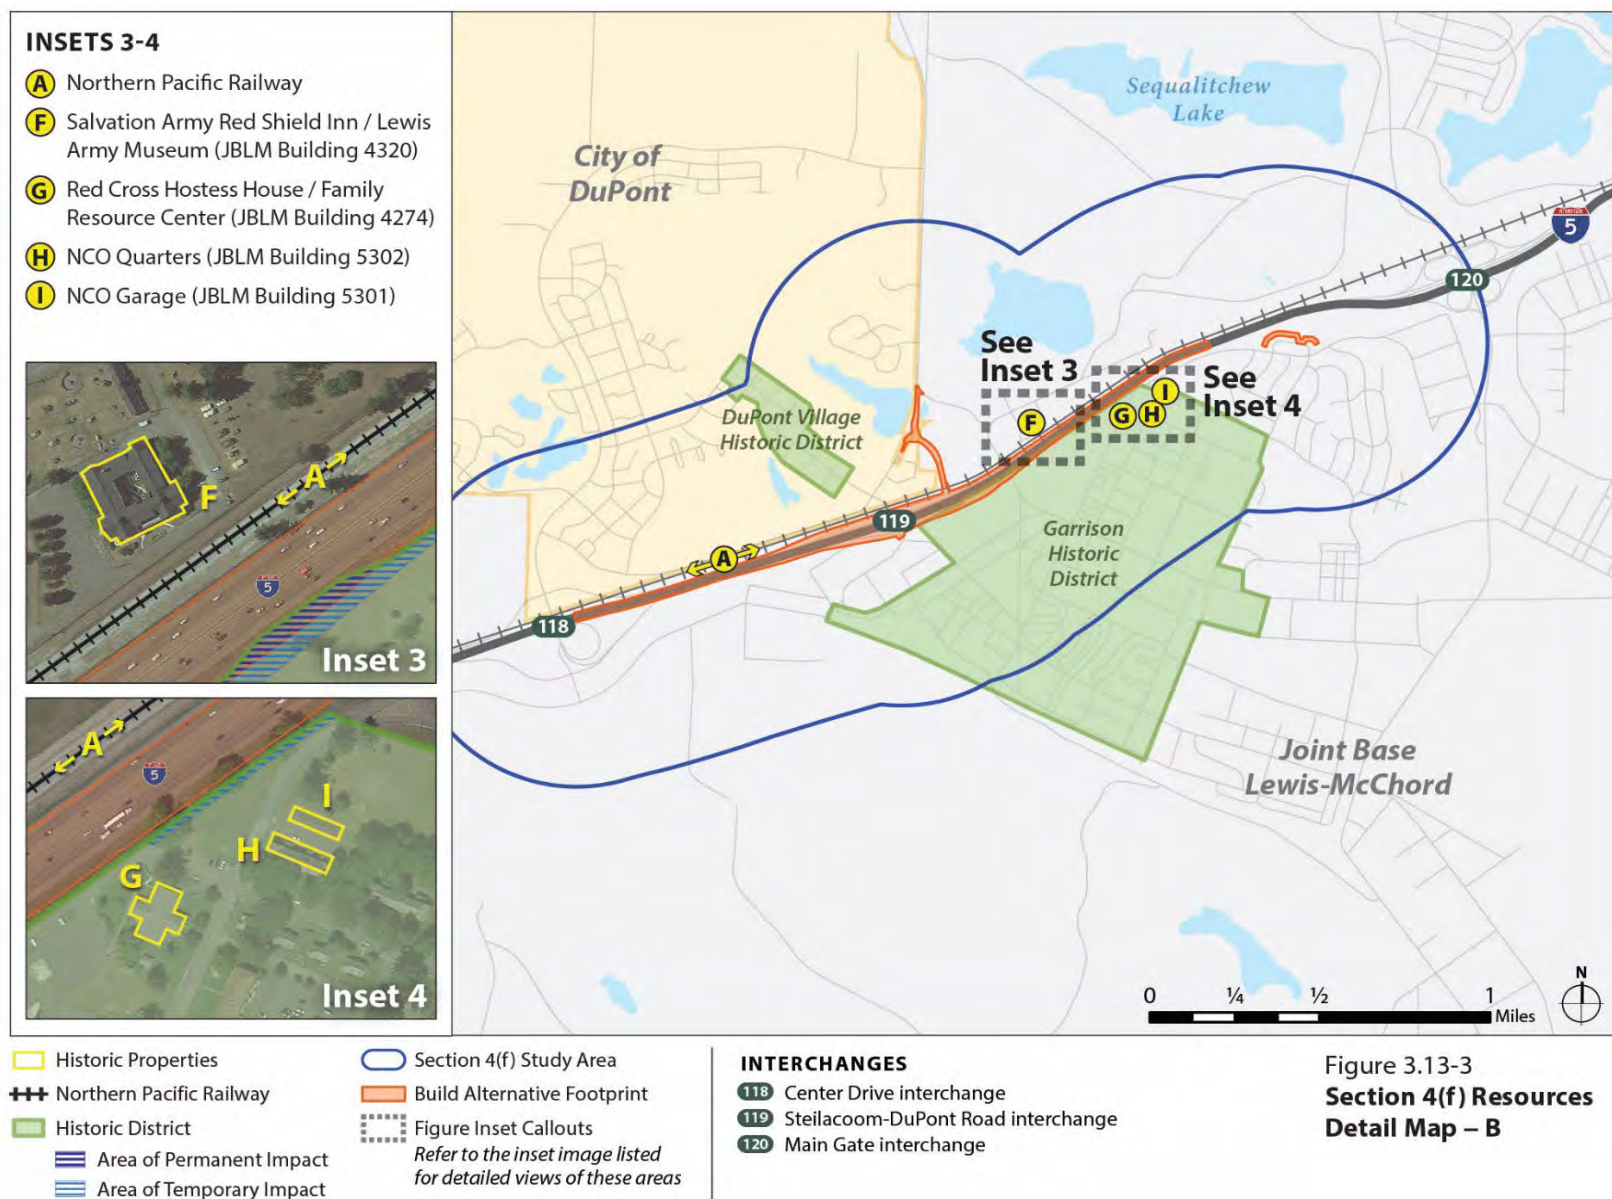 INSETS 3-4
A Northern Pacific Railway
F Salvation Army Red Shield Inn / Lewis
Army Museum (JBLM Building 4320)
G Red Cross Hostess House / Family
Resource Center (JBLM Building 4274)
H NCO Quarters (JBLM Building 5302)
I NCO Garage (JBLM Building 5301)
A
F
5
Inset 3
A
5
I
H
G
Inset 4
Sequalitchew
Lake
City of
DuPont
INTERSTATE
5
120
See
Inset 3
See
Inset 4
F
G
H
I
DuPont Village
Historic District
119
Garrison
Historic
District
A
118
Joint Base
Lewis-McChord
N
0 ¼ ½ 1
Miles
Historic Properties
Northern Pacific Railway
Historic District
Area of Permanent Impact
Area of Temporary Impact
Section 4(f) Study Area
Build Alternative Footprint
Figure Inset Callouts
Refer to the inset image listed
for detailed views of these areas
INTERCHANGES
118 Center Drive interchange
119 Steilacoom-DuPont Road interchange
120 Main Gate interchange
Figure 3.13-3
Section 4(f) Resources
Detail Map – B